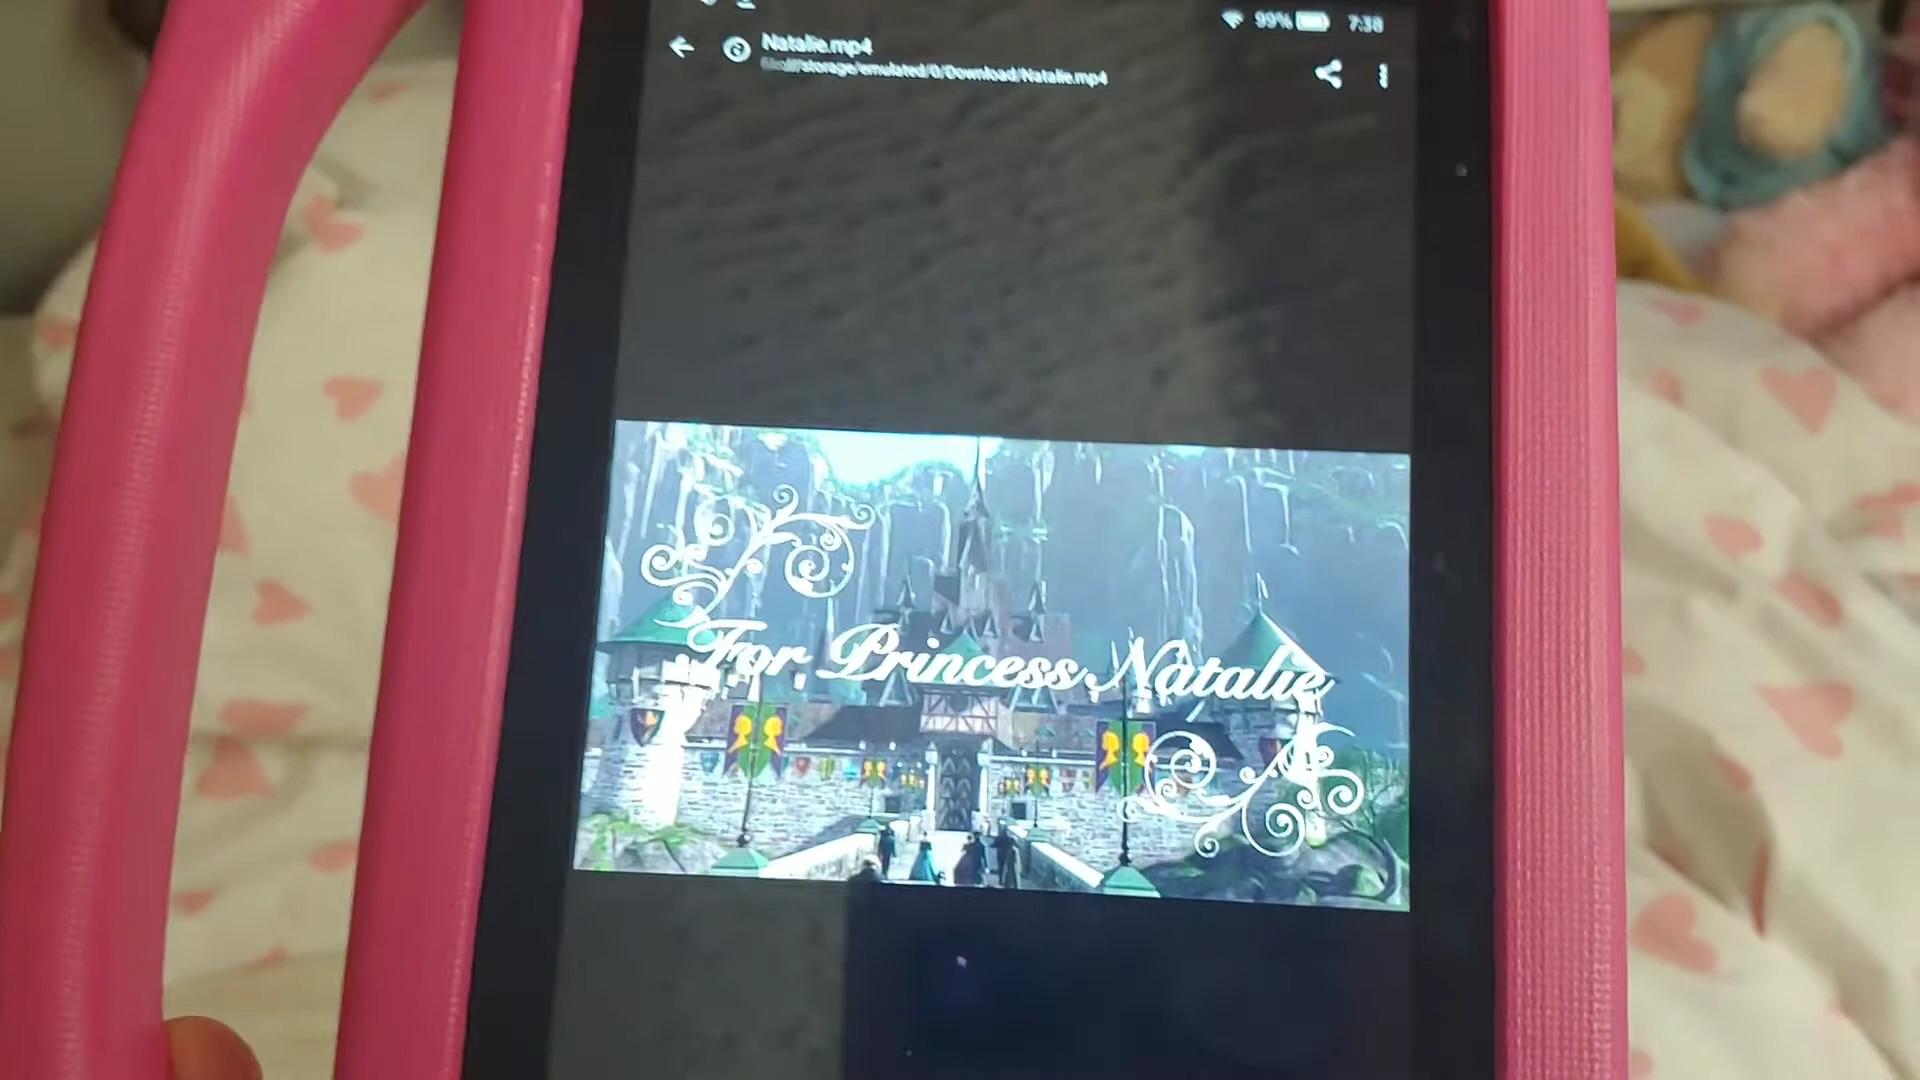 99% 7:38
Natalie.mp4
/storage/emulated/0/Download/Natalie.mp4
For Princess Natalie